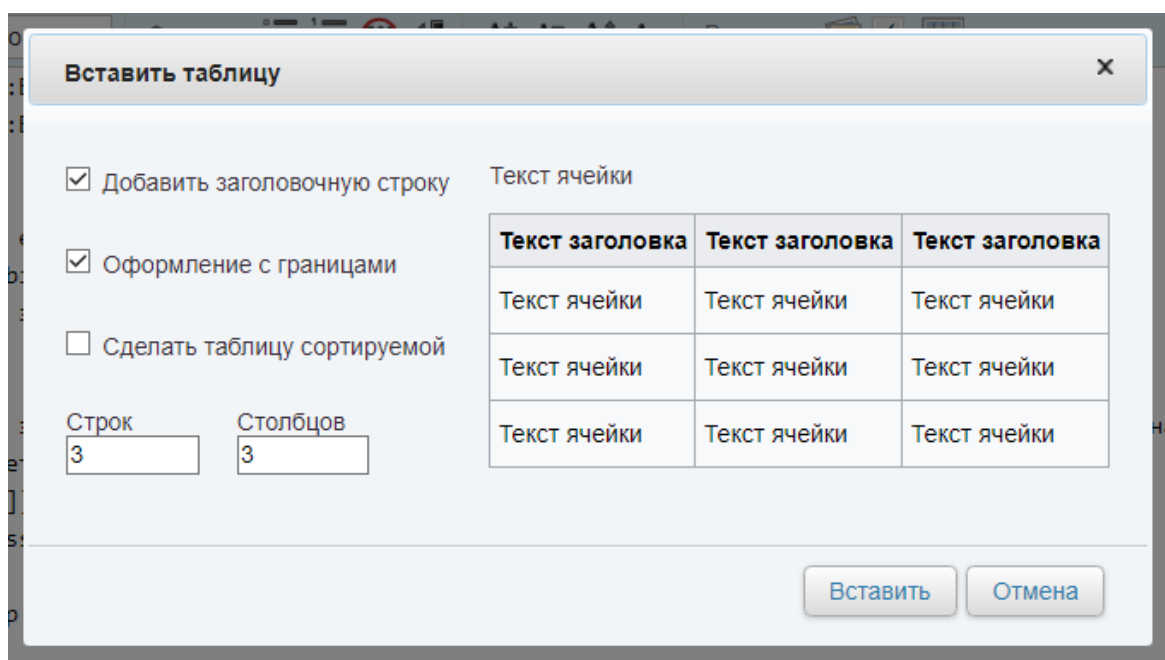 Вставить таблицу
Добавить заголовочную строку
Оформление с границами
Сделать таблицу сортируемой
Строк Столбцов
3 3
Текст ячейки
Текст заголовка Текст заголовка Текст заголовка
Текст ячейки Текст ячейки Текст ячейки
Текст ячейки Текст ячейки Текст ячейки
Текст ячейки Текст ячейки Текст ячейки
Вставить Отмена